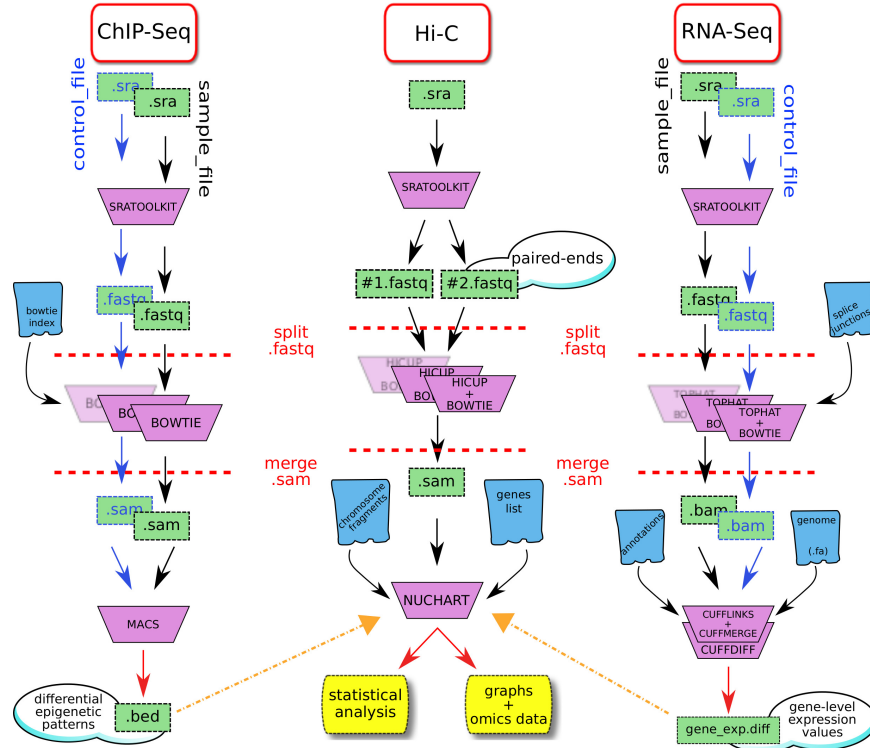 ChIP-Seq
Hi-C
RNA-Seq
control_file
.sra
.sra
sample_file
.sra
sample_file
.sra
.sra
control_file
SRATOOLKIT
SRATOOLKIT
SRATOOLKIT
paired-ends
#1.fastq
#2.fastq
bowtie
index
.fastq
.fastq
.fastq
.fastq
splice
junctions
split
.fastq
split
.fastq
BOWTIE
HICUP
HICUP
HICUP
+
BOWTIE
TOPHAT
TOPHAT
TOPHAT
+
BOWTIE
merge
.sam
merge
.sam
.sam
.sam
.sam
chromosome
fragments
genes
list
.bam
.bam
annotations
genome
(.fa)
MACS
NUCHART
CUFFLINKS
+
CUFFMERGE
CUFFDIFF
differential
epigenetic
patterns
.bed
statistical
analysis
graphs
+
omics data
gene_exp.diff
gene-level
expression
values